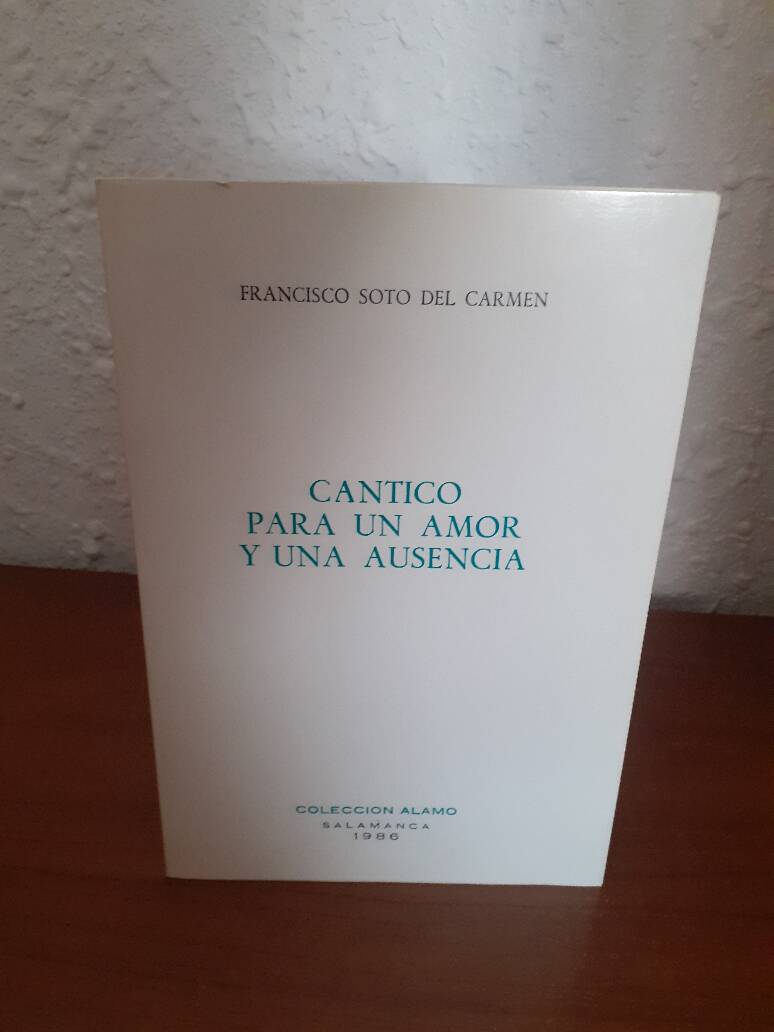 FRANCISCO SOTO DEL CARMEN
CANTICO
PARA UN AMOR
Y UNA AUSENCIA
COLECCION ALAMO
SALAMANCA
1986